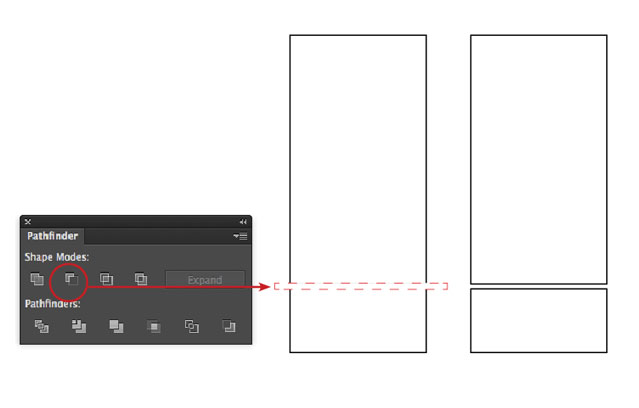 Pathfinder
Shape Modes:
Expand
Pathfinders: